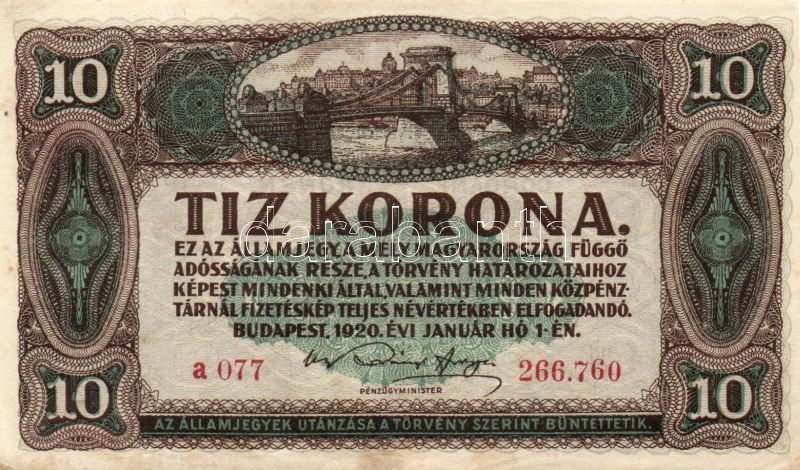 10 10
TIZ KORONA.
darabanth
EZ AZ ÁLLAMJEGY, A MELY MAGYARORSZÁG FÜGGŐ
ADÓSSÁGÁNAK RÉSZE, A TÖRVÉNY HATÁROZATAIHOZ
KÉPEST MINDENKI ÁLTAL, VALAMINT MINDEN KÖZPÉNZ-
TÁRNÁL FIZETÉSKÉP TELJES NÉVÉRTÉKBEN ELFOGADANDÓ.
BUDAPEST, 1920. ÉVI JANUÁR HÓ 1-ÉN.
a 077 266.760
PÉNZÜGYMINISTER
10 10
AZ ÁLLAMJEGYEK UTÁNZÁSA A TÖRVÉNY SZERINT BÜNTETTETIK.